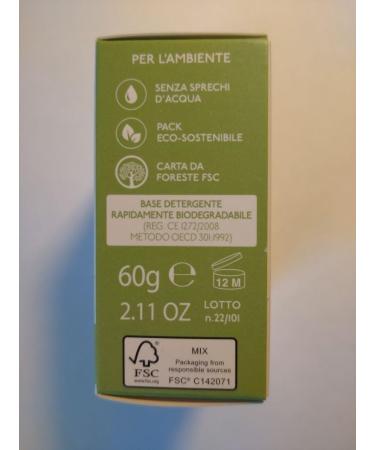 PER L'AMBIENTE
SENZA SPRECHI
D'ACQUA
PACK
ECO-SOSTENIBILE
CARTA DA
FORESTE FSC
BASE DETERGENTE
RAPIDAMENTE BIODEGRADABILE
(REG. CE 1272/2008
METODO OECD 301,1992)
60g ℮ 12 M
2.11 OZ LOTTO
n.22/101
FSC
www.fsc.org
MIX
Packaging from
responsible sources
FSC® C142071